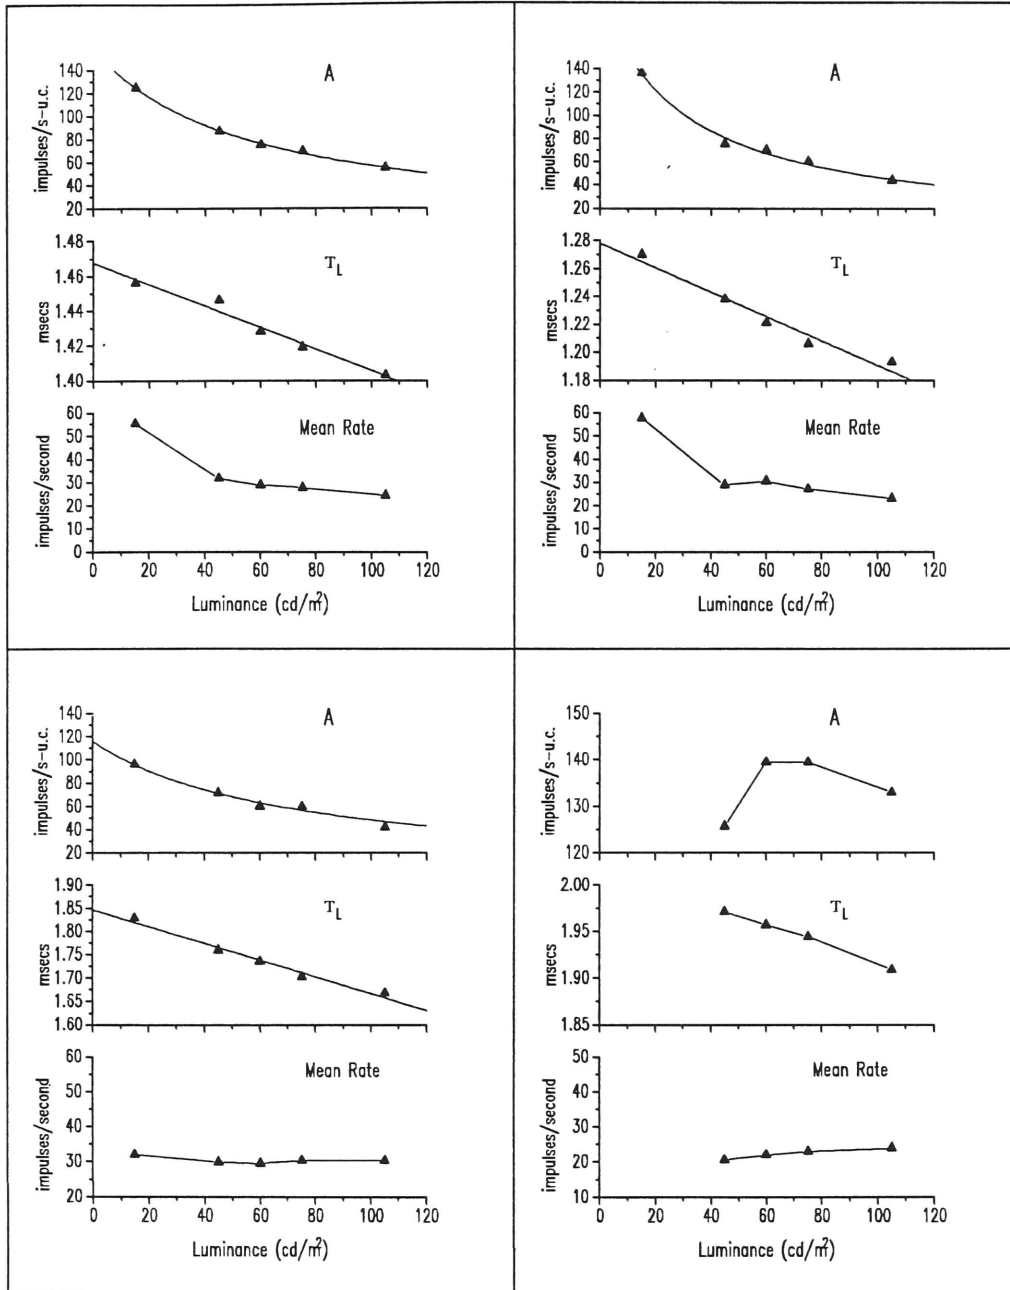 A
impulses/s-u.c.
140
120
100
80
60
40
20
T_L
msecs
1.48
1.46
1.44
1.42
1.40
Mean Rate
impulses/second
60
50
40
30
20
10
0
0 20 40 60 80 100 120
Luminance (cd/m²)
A
impulses/s-u.c.
140
120
100
80
60
40
20
T_L
msecs
1.28
1.26
1.24
1.22
1.20
1.18
Mean Rate
impulses/second
60
50
40
30
20
10
0
0 20 40 60 80 100 120
Luminance (cd/m²)
A
impulses/s-u.c.
140
120
100
80
60
40
20
T_L
msecs
1.90
1.85
1.80
1.75
1.70
1.65
1.60
Mean Rate
impulses/second
60
50
40
30
20
0 20 40 60 80 100 120
Luminance (cd/m²)
A
impulses/s-u.c.
150
140
130
120
T_L
msecs
2.00
1.95
1.90
1.85
Mean Rate
impulses/second
50
40
30
20
10
0 20 40 60 80 100 120
Luminance (cd/m²)